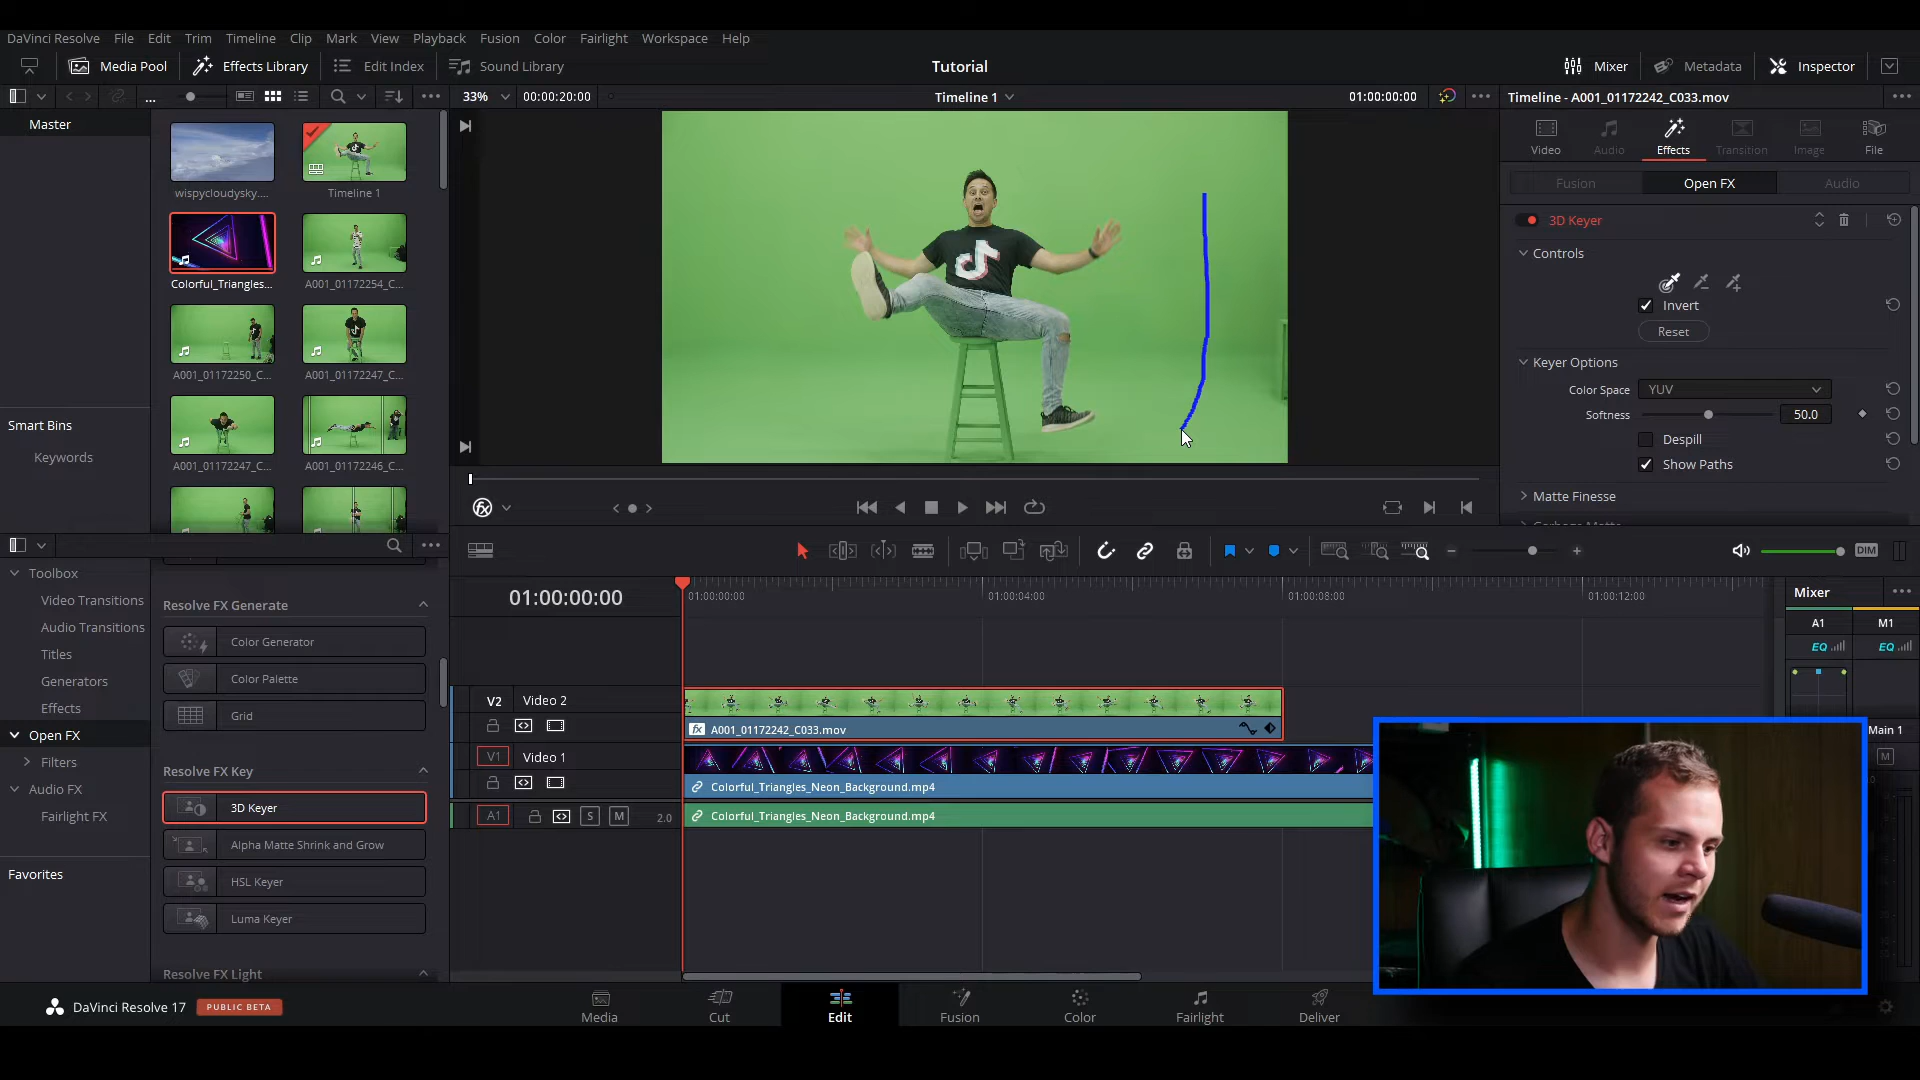 DaVinci Resolve File Edit Trim Timeline Clip Mark View Playback Fusion Color Fairlight Workspace Help
Media Pool Effects Library Edit Index Sound Library Tutorial Mixer Metadata Inspector
... 33% 00:00:20:00 Timeline 1 01:00:00:00 Timeline - A001_01172242_C033.mov
Master
Video Audio Effects Transition Image File
wispycloudysky.... Timeline 1
Fusion Open FX Audio
3D Keyer
Controls
Colorful_Triangles... A001_01172254_C...
Invert
Reset
Keyer Options
A001_01172250_C... A001_01172247_C...
Color Space YUV
Softness 50.0
Smart Bins
Despill
Keywords
A001_01172247_C... A001_01172246_C...
Show Paths
Matte Finesse
Garbage Matte
DIM
Toolbox
Video Transitions
Audio Transitions
Titles
Generators
Effects
Open FX
Filters
Audio FX
Fairlight FX
Favorites
Resolve FX Generate
Color Generator
Color Palette
Grid
Resolve FX Key
3D Keyer
Alpha Matte Shrink and Grow
HSL Keyer
Luma Keyer
Resolve FX Light
01:00:00:00 01:00:00:00 01:00:04:00 01:00:08:00 01:00:12:00
V2 Video 2
A001_01172242_C033.mov
V1 Video 1
Colorful_Triangles_Neon_Background.mp4
A1 S M 2.0 Colorful_Triangles_Neon_Background.mp4
Mixer
A1 M1
EQ EQ
Main 1
DaVinci Resolve 17 PUBLIC BETA
Media Cut Edit Fusion Color Fairlight Deliver